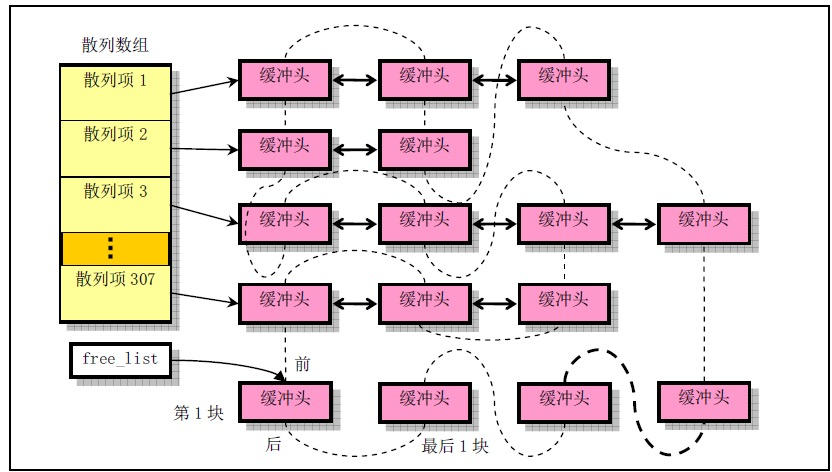 散列数组
散列项 1
缓冲头 缓冲头 缓冲头
散列项 2
缓冲头 缓冲头
散列项 3
缓冲头 缓冲头 缓冲头 缓冲头
散列项 307
缓冲头 缓冲头 缓冲头
free_list
前
缓冲头 缓冲头 缓冲头 缓冲头
第 1 块
后
最后 1 块